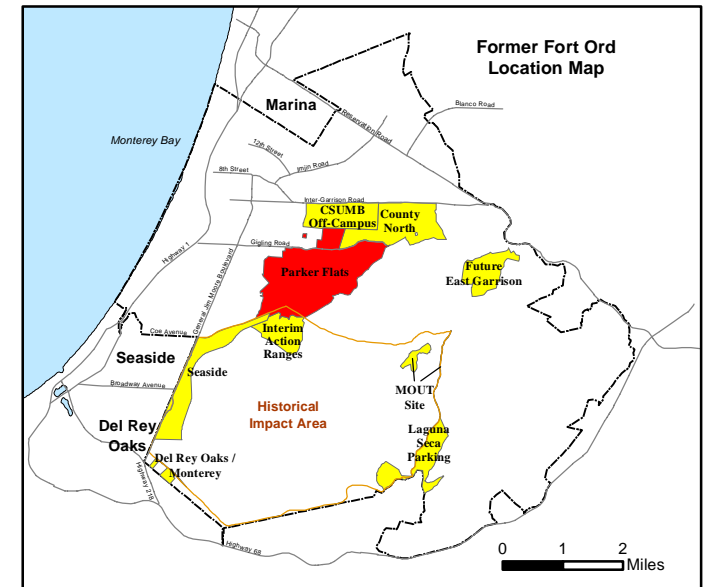 Former Fort Ord
Location Map
Marina
Blanco Road
Reservation Road
Monterey Bay
12th Street
Imjin Road
8th Street
Inter-Garrison Road
CSUMB
Off-Campus
County
North
Gigling Road
Highway 1
General Jim Moore Boulevard
Parker Flats
Future
East Garrison
Coe Avenue
Interim
Action
Ranges
Seaside
Seaside
Broadway Avenue
MOUT
Site
Historical
Impact Area
Del Rey
Oaks
Laguna
Seca
Parking
Del Rey Oaks /
Monterey
Highway 218
Highway 68
0 1 2
Miles